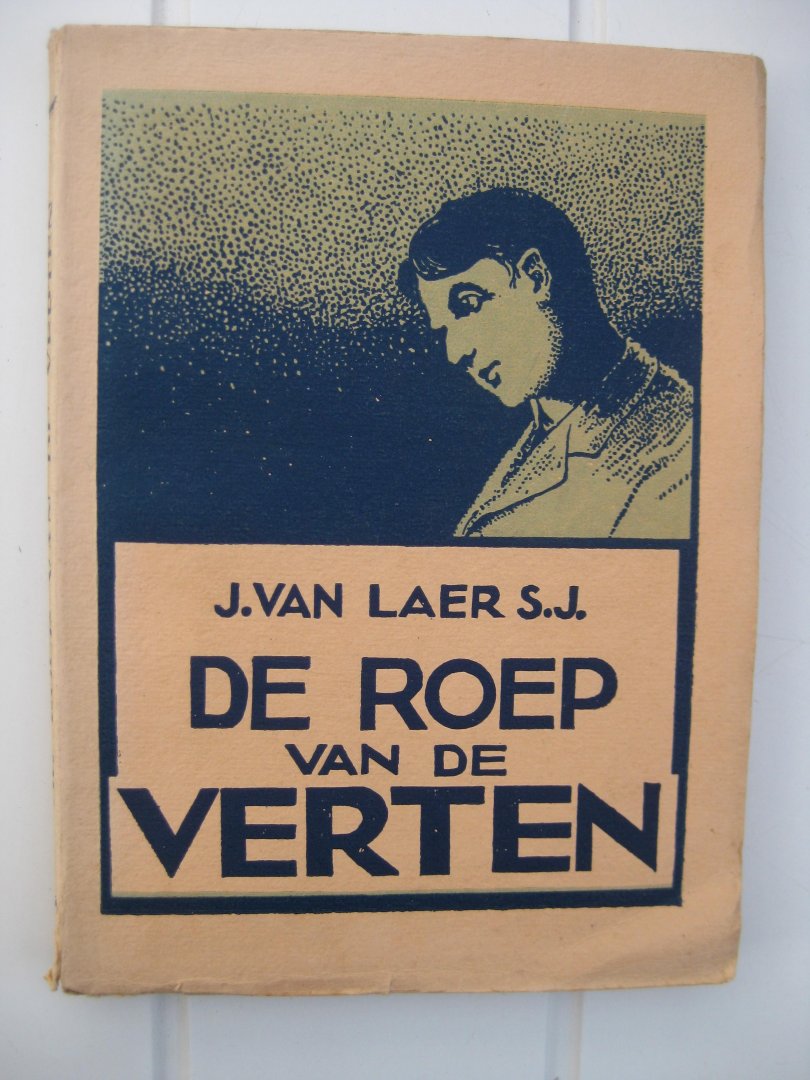 J. VAN LAER S.J.
DE ROEP
VAN DE
VERTEN